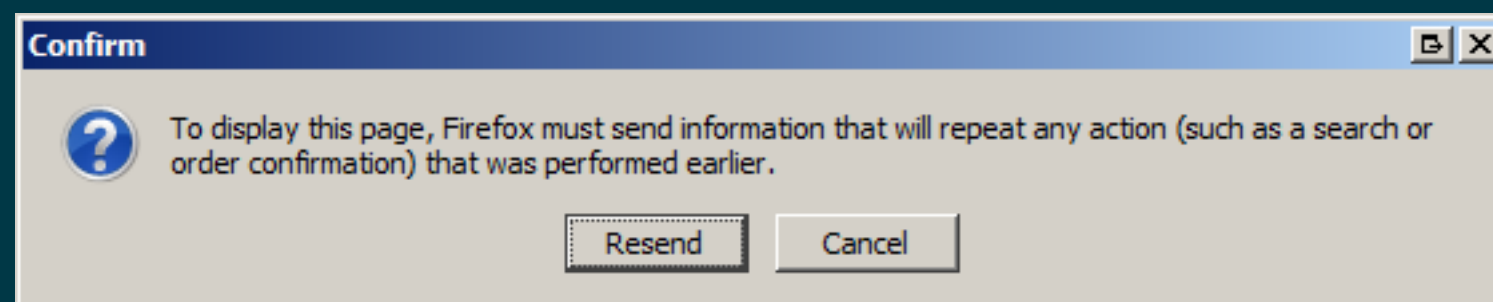 Confirm
To display this page, Firefox must send information that will repeat any action (such as a search or
order confirmation) that was performed earlier.
Resend
Cancel